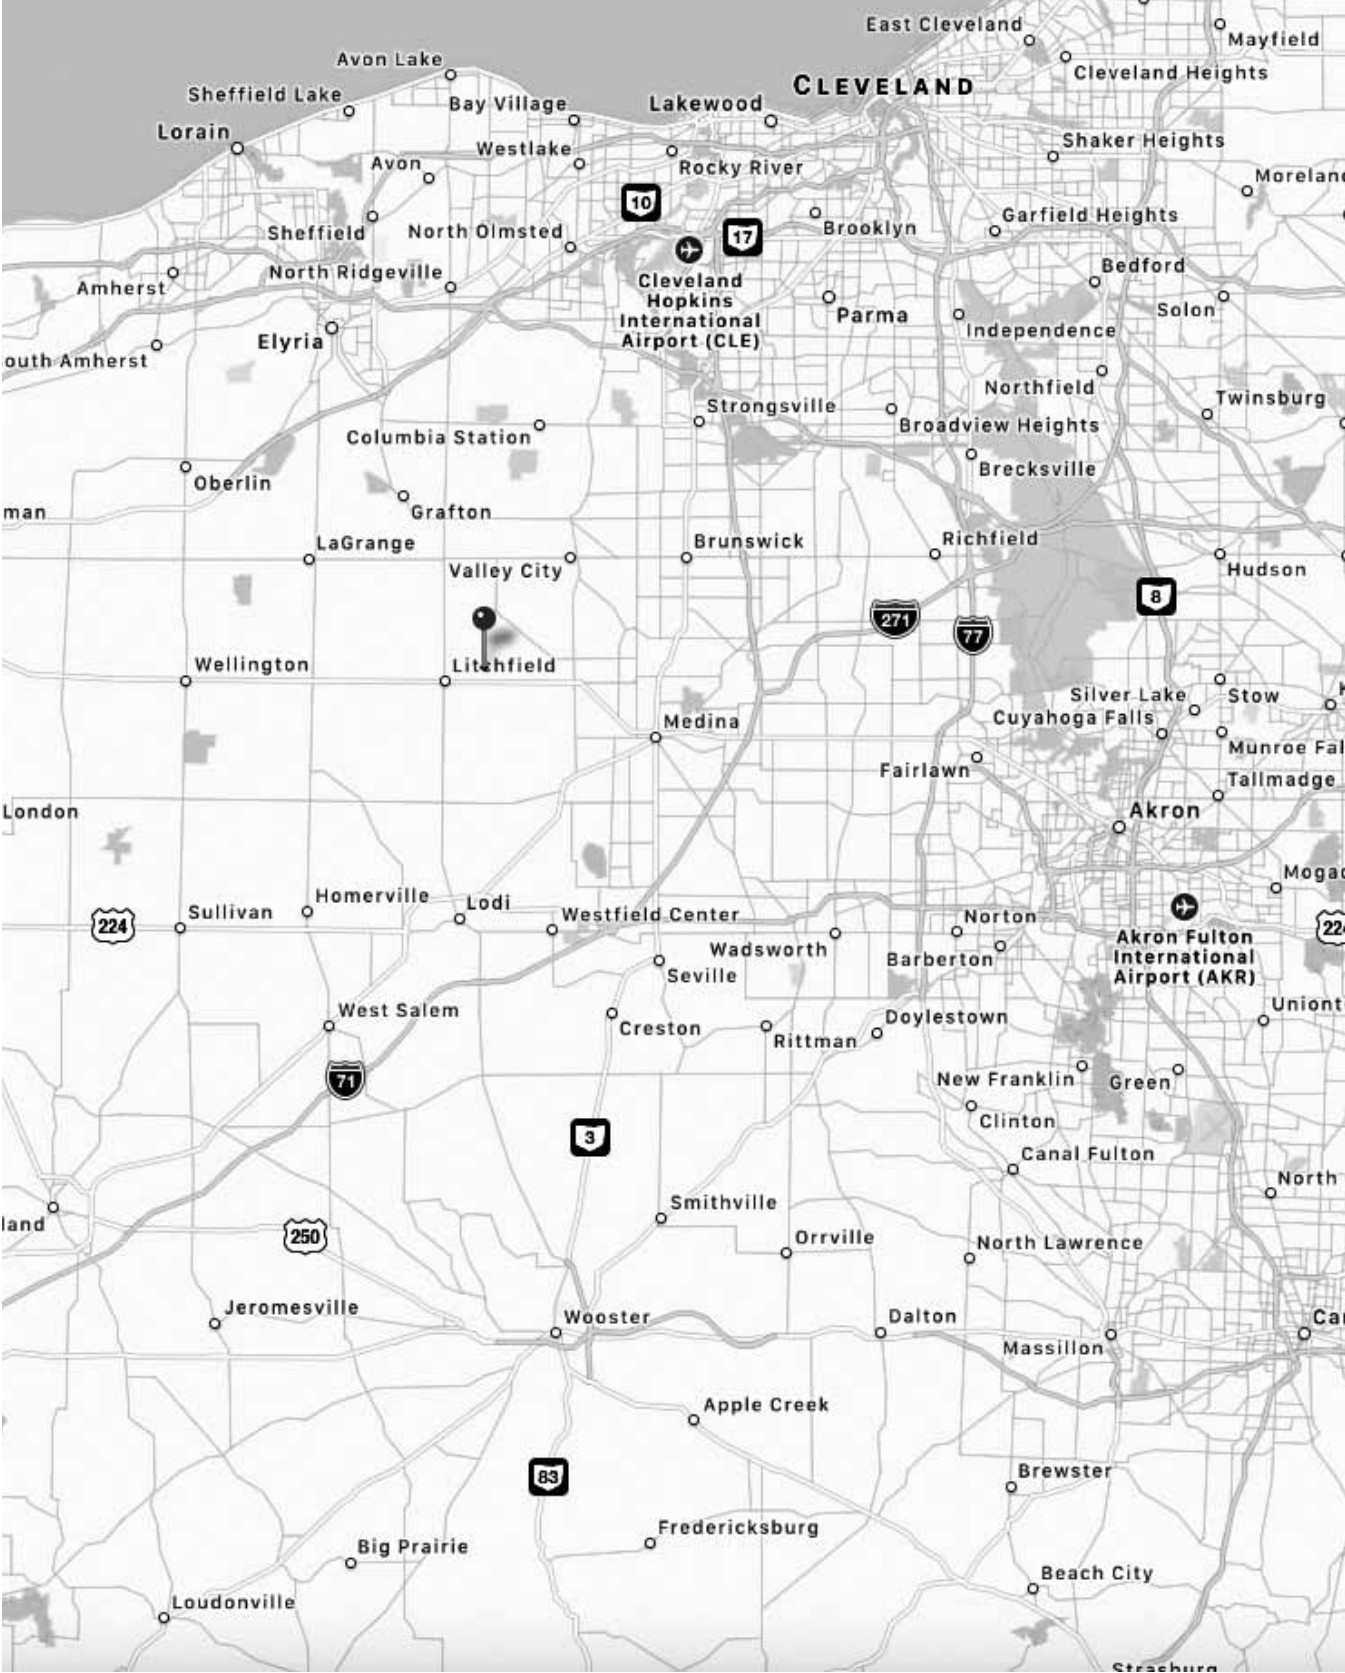 East Cleveland
Mayfield
Avon Lake
Cleveland Heights
CLEVELAND
Sheffield Lake
Bay Village
Lakewood
Lorain
Shaker Heights
Westlake
Avon
Rocky River
Moreland
10
Garfield Heights
Sheffield
North Olmsted
17
Brooklyn
Bedford
North Ridgeville
Amherst
Cleveland
Hopkins
International
Airport (CLE)
Parma
Solon
Independence
Elyria
outh Amherst
Northfield
Twinsburg
Strongsville
Broadview Heights
Columbia Station
Brecksville
Oberlin
man
Grafton
LaGrange
Brunswick
Richfield
Valley City
Hudson
8
271
77
Wellington
Litchfield
Silver Lake
Stow
K
Medina
Cuyahoga Falls
Munroe Fal
Fairlawn
Tallmadge
London
Akron
Mogad
Homerville
Lodi
Sullivan
Westfield Center
Norton
224
224
Wadsworth
Barberton
Akron Fulton
International
Airport (AKR)
Seville
West Salem
Uniont
Creston
Doylestown
Rittman
71
New Franklin
Green
Clinton
3
Canal Fulton
North
Smithville
land
250
Orrville
North Lawrence
Jeromesville
Wooster
Dalton
Ca
Massillon
Apple Creek
83
Brewster
Fredericksburg
Big Prairie
Beach City
Loudonville
Strasburg